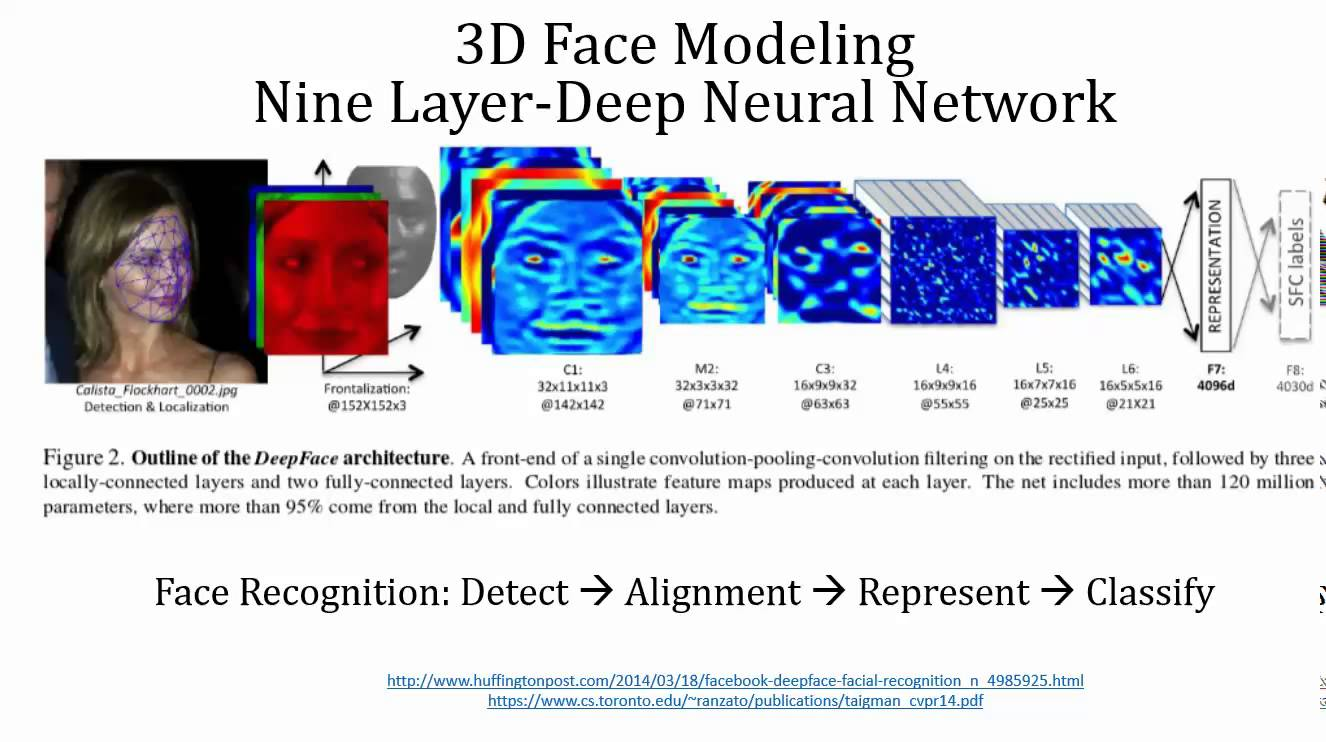 3D Face Modeling
Nine Layer-Deep Neural Network
REPRESENTATION
SFC labels
Calista_Flockhart_0002.jpg
Detection & Localization
Frontalization:
@152X152x3
C1:
32x11x11x3
@142x142
M2:
32x3x3x32
@71x71
C3:
16x9x9x32
@63x63
L4:
16x9x9x16
@55x55
L5:
16x7x7x16
@25x25
L6:
16x5x5x16
@21X21
F7:
4096d
F8:
4030d
Figure 2. Outline of the DeepFace architecture. A front-end of a single convolution-pooling-convolution filtering on the rectified input, followed by three
locally-connected layers and two fully-connected layers. Colors illustrate feature maps produced at each layer. The net includes more than 120 million
parameters, where more than 95% come from the local and fully connected layers.
Face Recognition: Detect → Alignment → Represent → Classify
http://www.huffingtonpost.com/2014/03/18/facebook-deepface-facial-recognition_n_4985925.html
https://www.cs.toronto.edu/~ranzato/publications/taigman_cvpr14.pdf